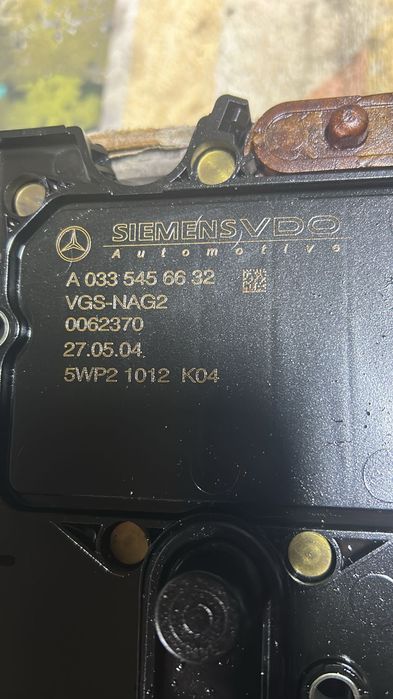 SIEMENS VDO
Automotive
A 033 545 66 32
VGS-NAG2
0062370
27.05.04.
5WP2 1012 K04